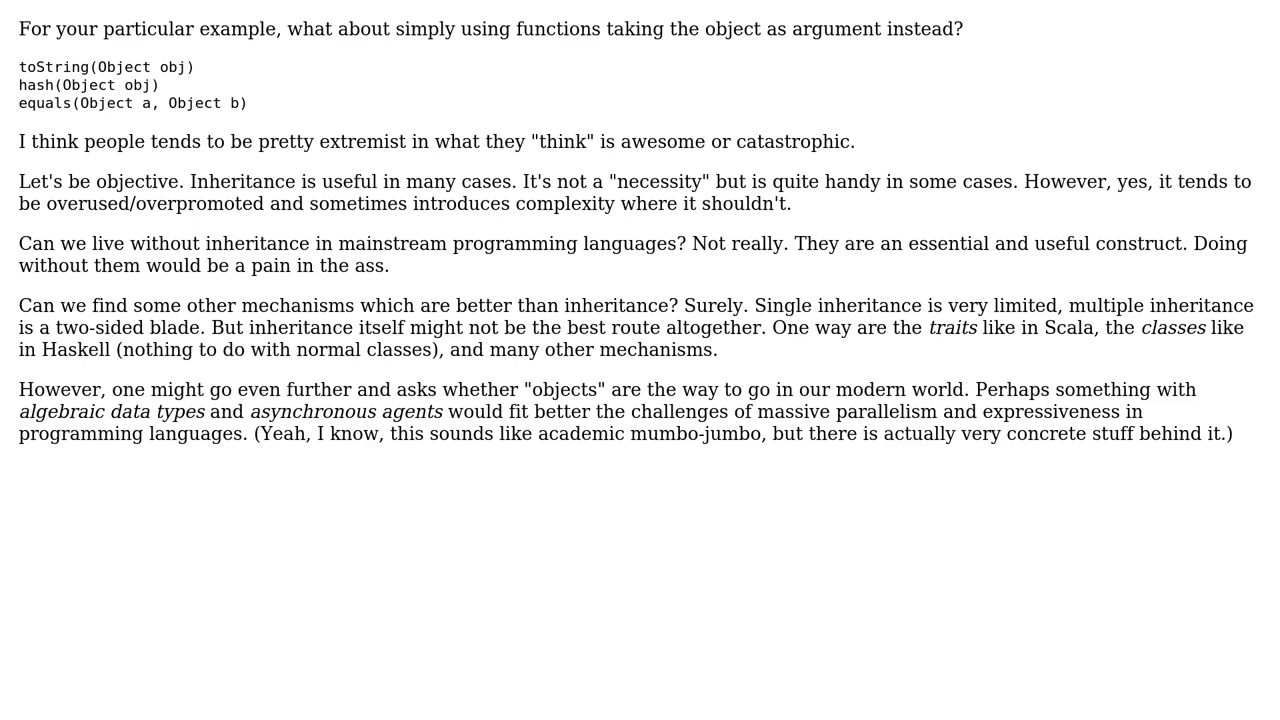 For your particular example, what about simply using functions taking the object as argument instead?
toString(Object obj)
hash(Object obj)
equals(Object a, Object b)
I think people tends to be pretty extremist in what they "think" is awesome or catastrophic.
Let's be objective. Inheritance is useful in many cases. It's not a "necessity" but is quite handy in some cases. However, yes, it tends to
be overused/overpromoted and sometimes introduces complexity where it shouldn't.
Can we live without inheritance in mainstream programming languages? Not really. They are an essential and useful construct. Doing
without them would be a pain in the ass.
Can we find some other mechanisms which are better than inheritance? Surely. Single inheritance is very limited, multiple inheritance
is a two-sided blade. But inheritance itself might not be the best route altogether. One way are the traits like in Scala, the classes like
in Haskell (nothing to do with normal classes), and many other mechanisms.
However, one might go even further and asks whether "objects" are the way to go in our modern world. Perhaps something with
algebraic data types and asynchronous agents would fit better the challenges of massive parallelism and expressiveness in
programming languages. (Yeah, I know, this sounds like academic mumbo-jumbo, but there is actually very concrete stuff behind it.)